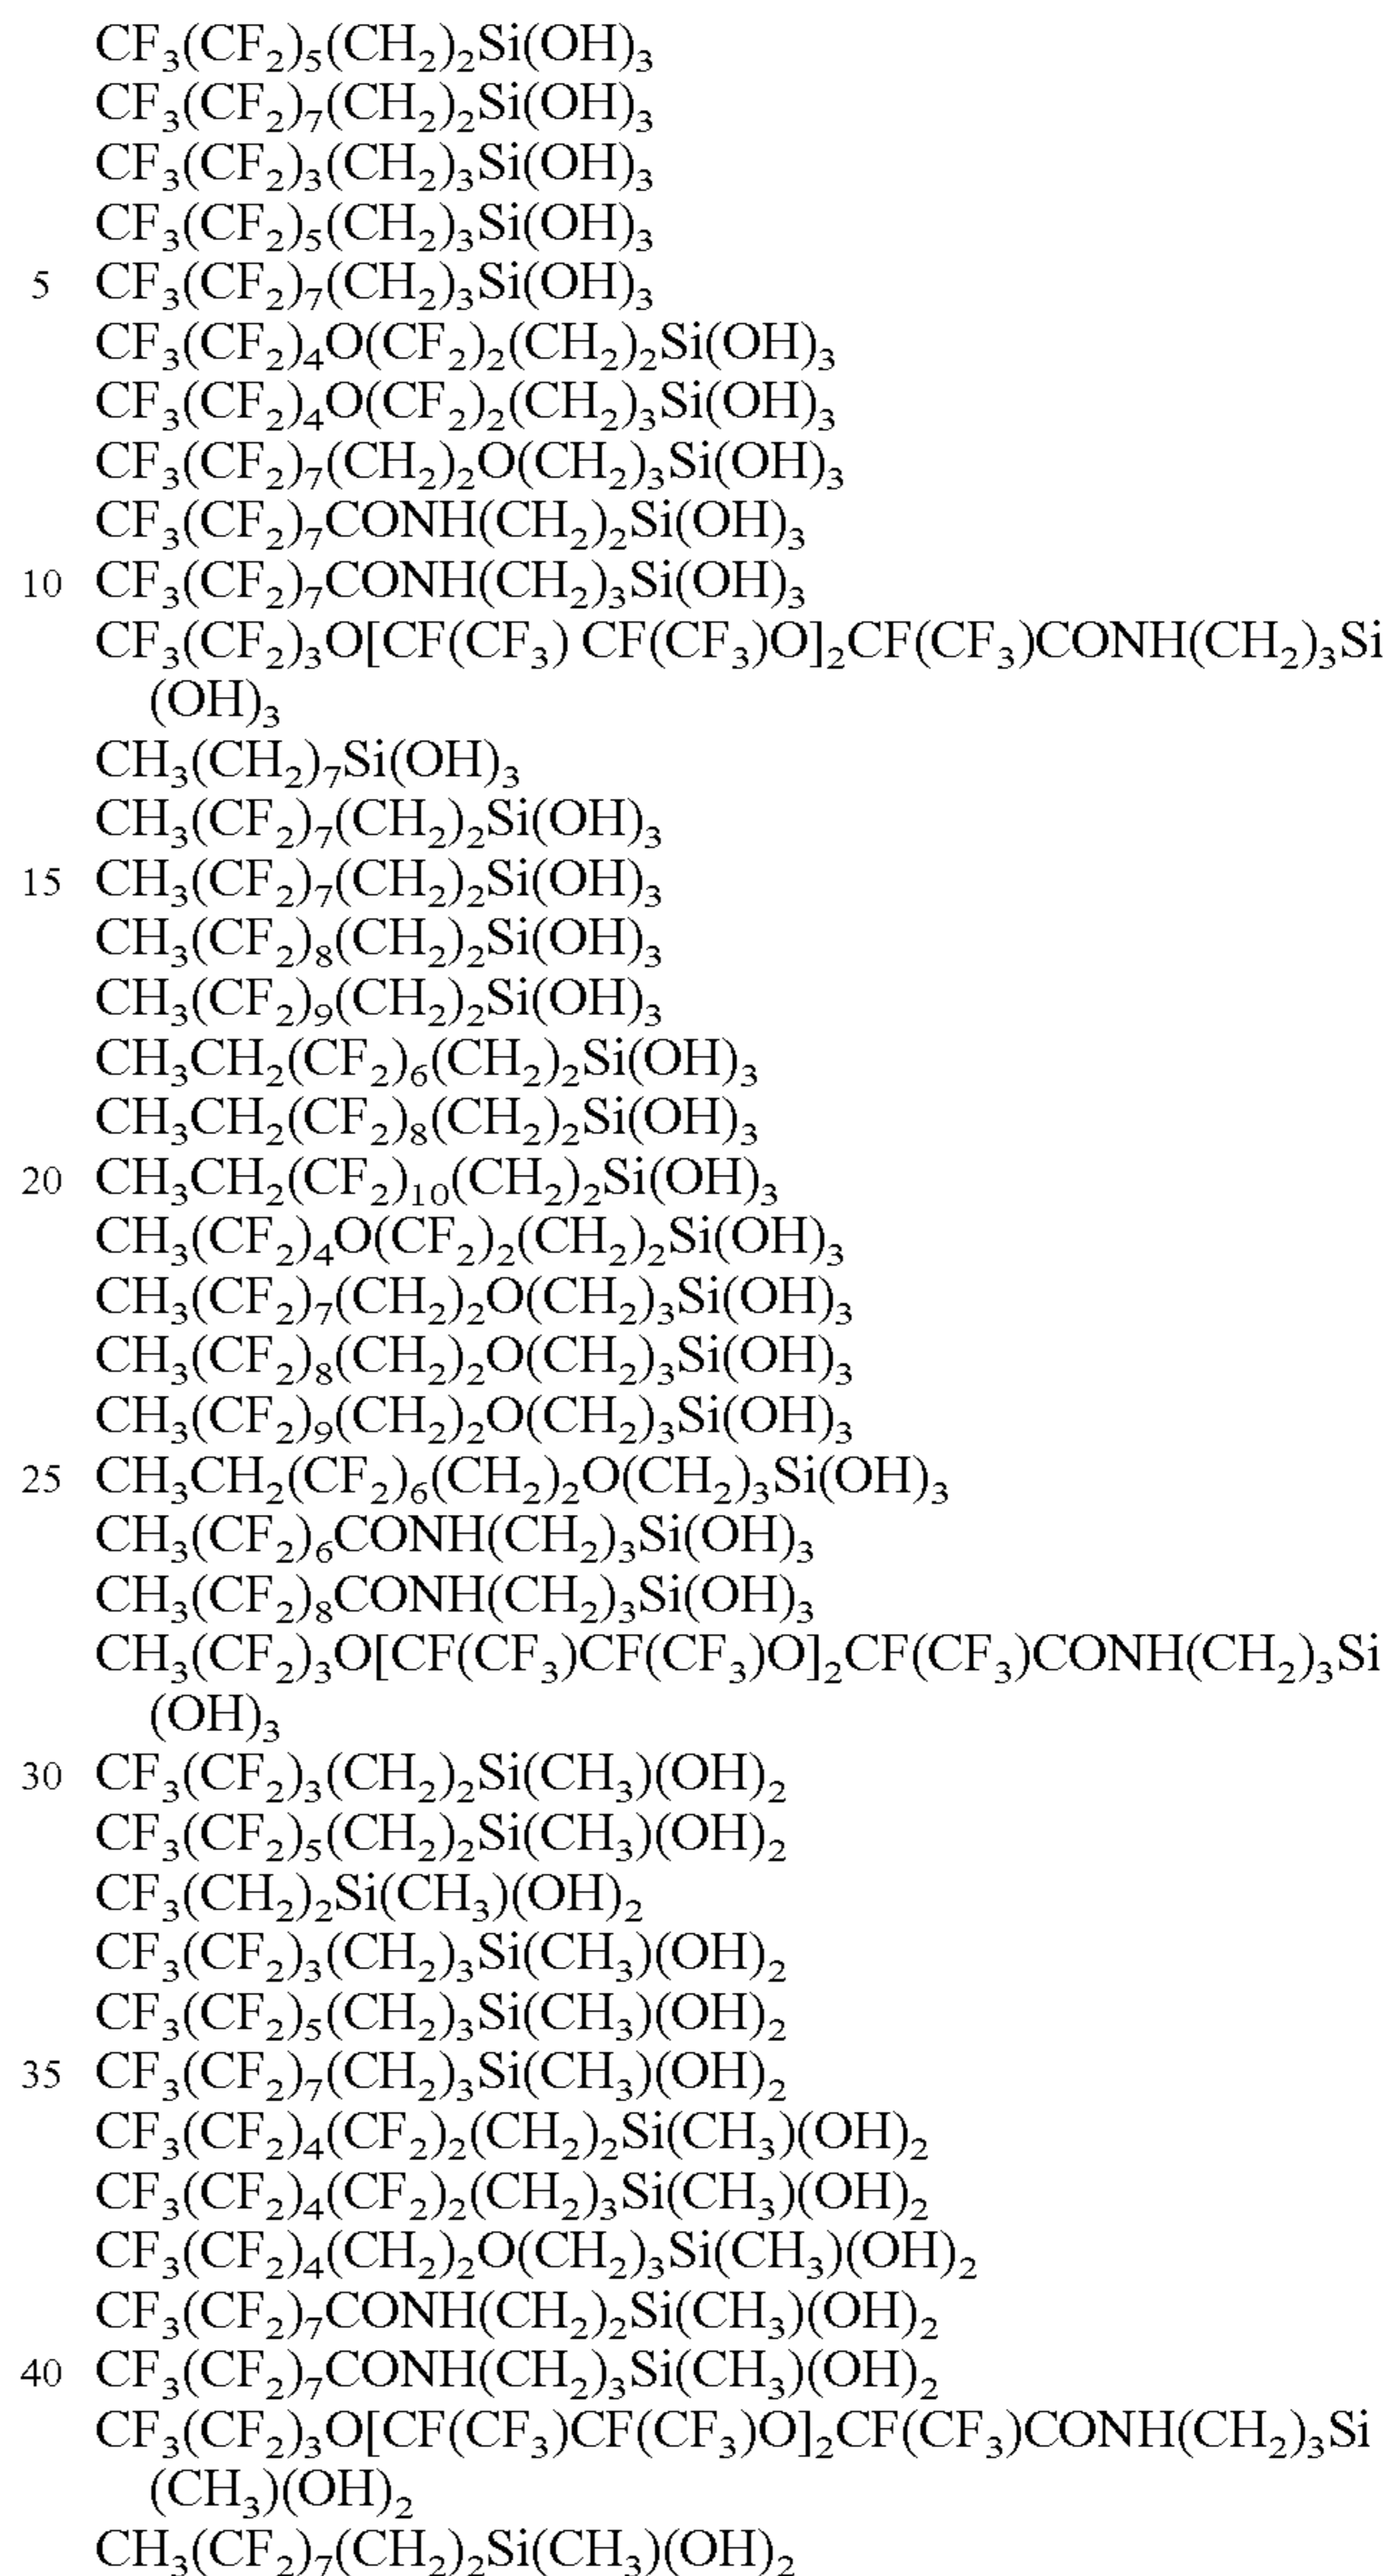 CF₃(CF₂)₅(CH₂)₂Si(OH)₃
CF₃(CF₂)₇(CH₂)₂Si(OH)₃
CF₃(CF₂)₃(CH₂)₃Si(OH)₃
CF₃(CF₂)₅(CH₂)₃Si(OH)₃
5 CF₃(CF₂)₇(CH₂)₃Si(OH)₃
CF₃(CF₂)₄O(CF₂)₂(CH₂)₂Si(OH)₃
CF₃(CF₂)₄O(CF₂)₂(CH₂)₃Si(OH)₃
CF₃(CF₂)₇(CH₂)₂O(CH₂)₃Si(OH)₃
CF₃(CF₂)₇CONH(CH₂)₂Si(OH)₃
10 CF₃(CF₂)₇CONH(CH₂)₃Si(OH)₃
CF₃(CF₂)₃O[CF(CF₃) CF(CF₃)O]₂CF(CF₃)CONH(CH₂)₃Si
(OH)₃
CH₃(CH₂)₇Si(OH)₃
CH₃(CF₂)₇(CH₂)₂Si(OH)₃
15 CH₃(CF₂)₇(CH₂)₂Si(OH)₃
CH₃(CF₂)₈(CH₂)₂Si(OH)₃
CH₃(CF₂)₉(CH₂)₂Si(OH)₃
CH₃CH₂(CF₂)₆(CH₂)₂Si(OH)₃
CH₃CH₂(CF₂)₈(CH₂)₂Si(OH)₃
20 CH₃CH₂(CF₂)₁₀(CH₂)₂Si(OH)₃
CH₃(CF₂)₄O(CF₂)₂(CH₂)₂Si(OH)₃
CH₃(CF₂)₇(CH₂)₂O(CH₂)₃Si(OH)₃
CH₃(CF₂)₈(CH₂)₂O(CH₂)₃Si(OH)₃
CH₃(CF₂)₉(CH₂)₂O(CH₂)₃Si(OH)₃
25 CH₃CH₂(CF₂)₆(CH₂)₂O(CH₂)₃Si(OH)₃
CH₃(CF₂)₆CONH(CH₂)₃Si(OH)₃
CH₃(CF₂)₈CONH(CH₂)₃Si(OH)₃
CH₃(CF₂)₃O[CF(CF₃)CF(CF₃)O]₂CF(CF₃)CONH(CH₂)₃Si
(OH)₃
30 CF₃(CF₂)₃(CH₂)₂Si(CH₃)(OH)₂
CF₃(CF₂)₅(CH₂)₂Si(CH₃)(OH)₂
CF₃(CH₂)₂Si(CH₃)(OH)₂
CF₃(CF₂)₃(CH₂)₃Si(CH₃)(OH)₂
CF₃(CF₂)₅(CH₂)₃Si(CH₃)(OH)₂
35 CF₃(CF₂)₇(CH₂)₃Si(CH₃)(OH)₂
CF₃(CF₂)₄(CF₂)₂(CH₂)₂Si(CH₃)(OH)₂
CF₃(CF₂)₄(CF₂)₂(CH₂)₃Si(CH₃)(OH)₂
CF₃(CF₂)₄(CH₂)₂O(CH₂)₃Si(CH₃)(OH)₂
CF₃(CF₂)₇CONH(CH₂)₂Si(CH₃)(OH)₂
40 CF₃(CF₂)₇CONH(CH₂)₃Si(CH₃)(OH)₂
CF₃(CF₂)₃O[CF(CF₃)CF(CF₃)O]₂CF(CF₃)CONH(CH₂)₃Si
(CH₃)(OH)₂
CH₃(CF₂)₇(CH₂)₂Si(CH₃)(OH)₂